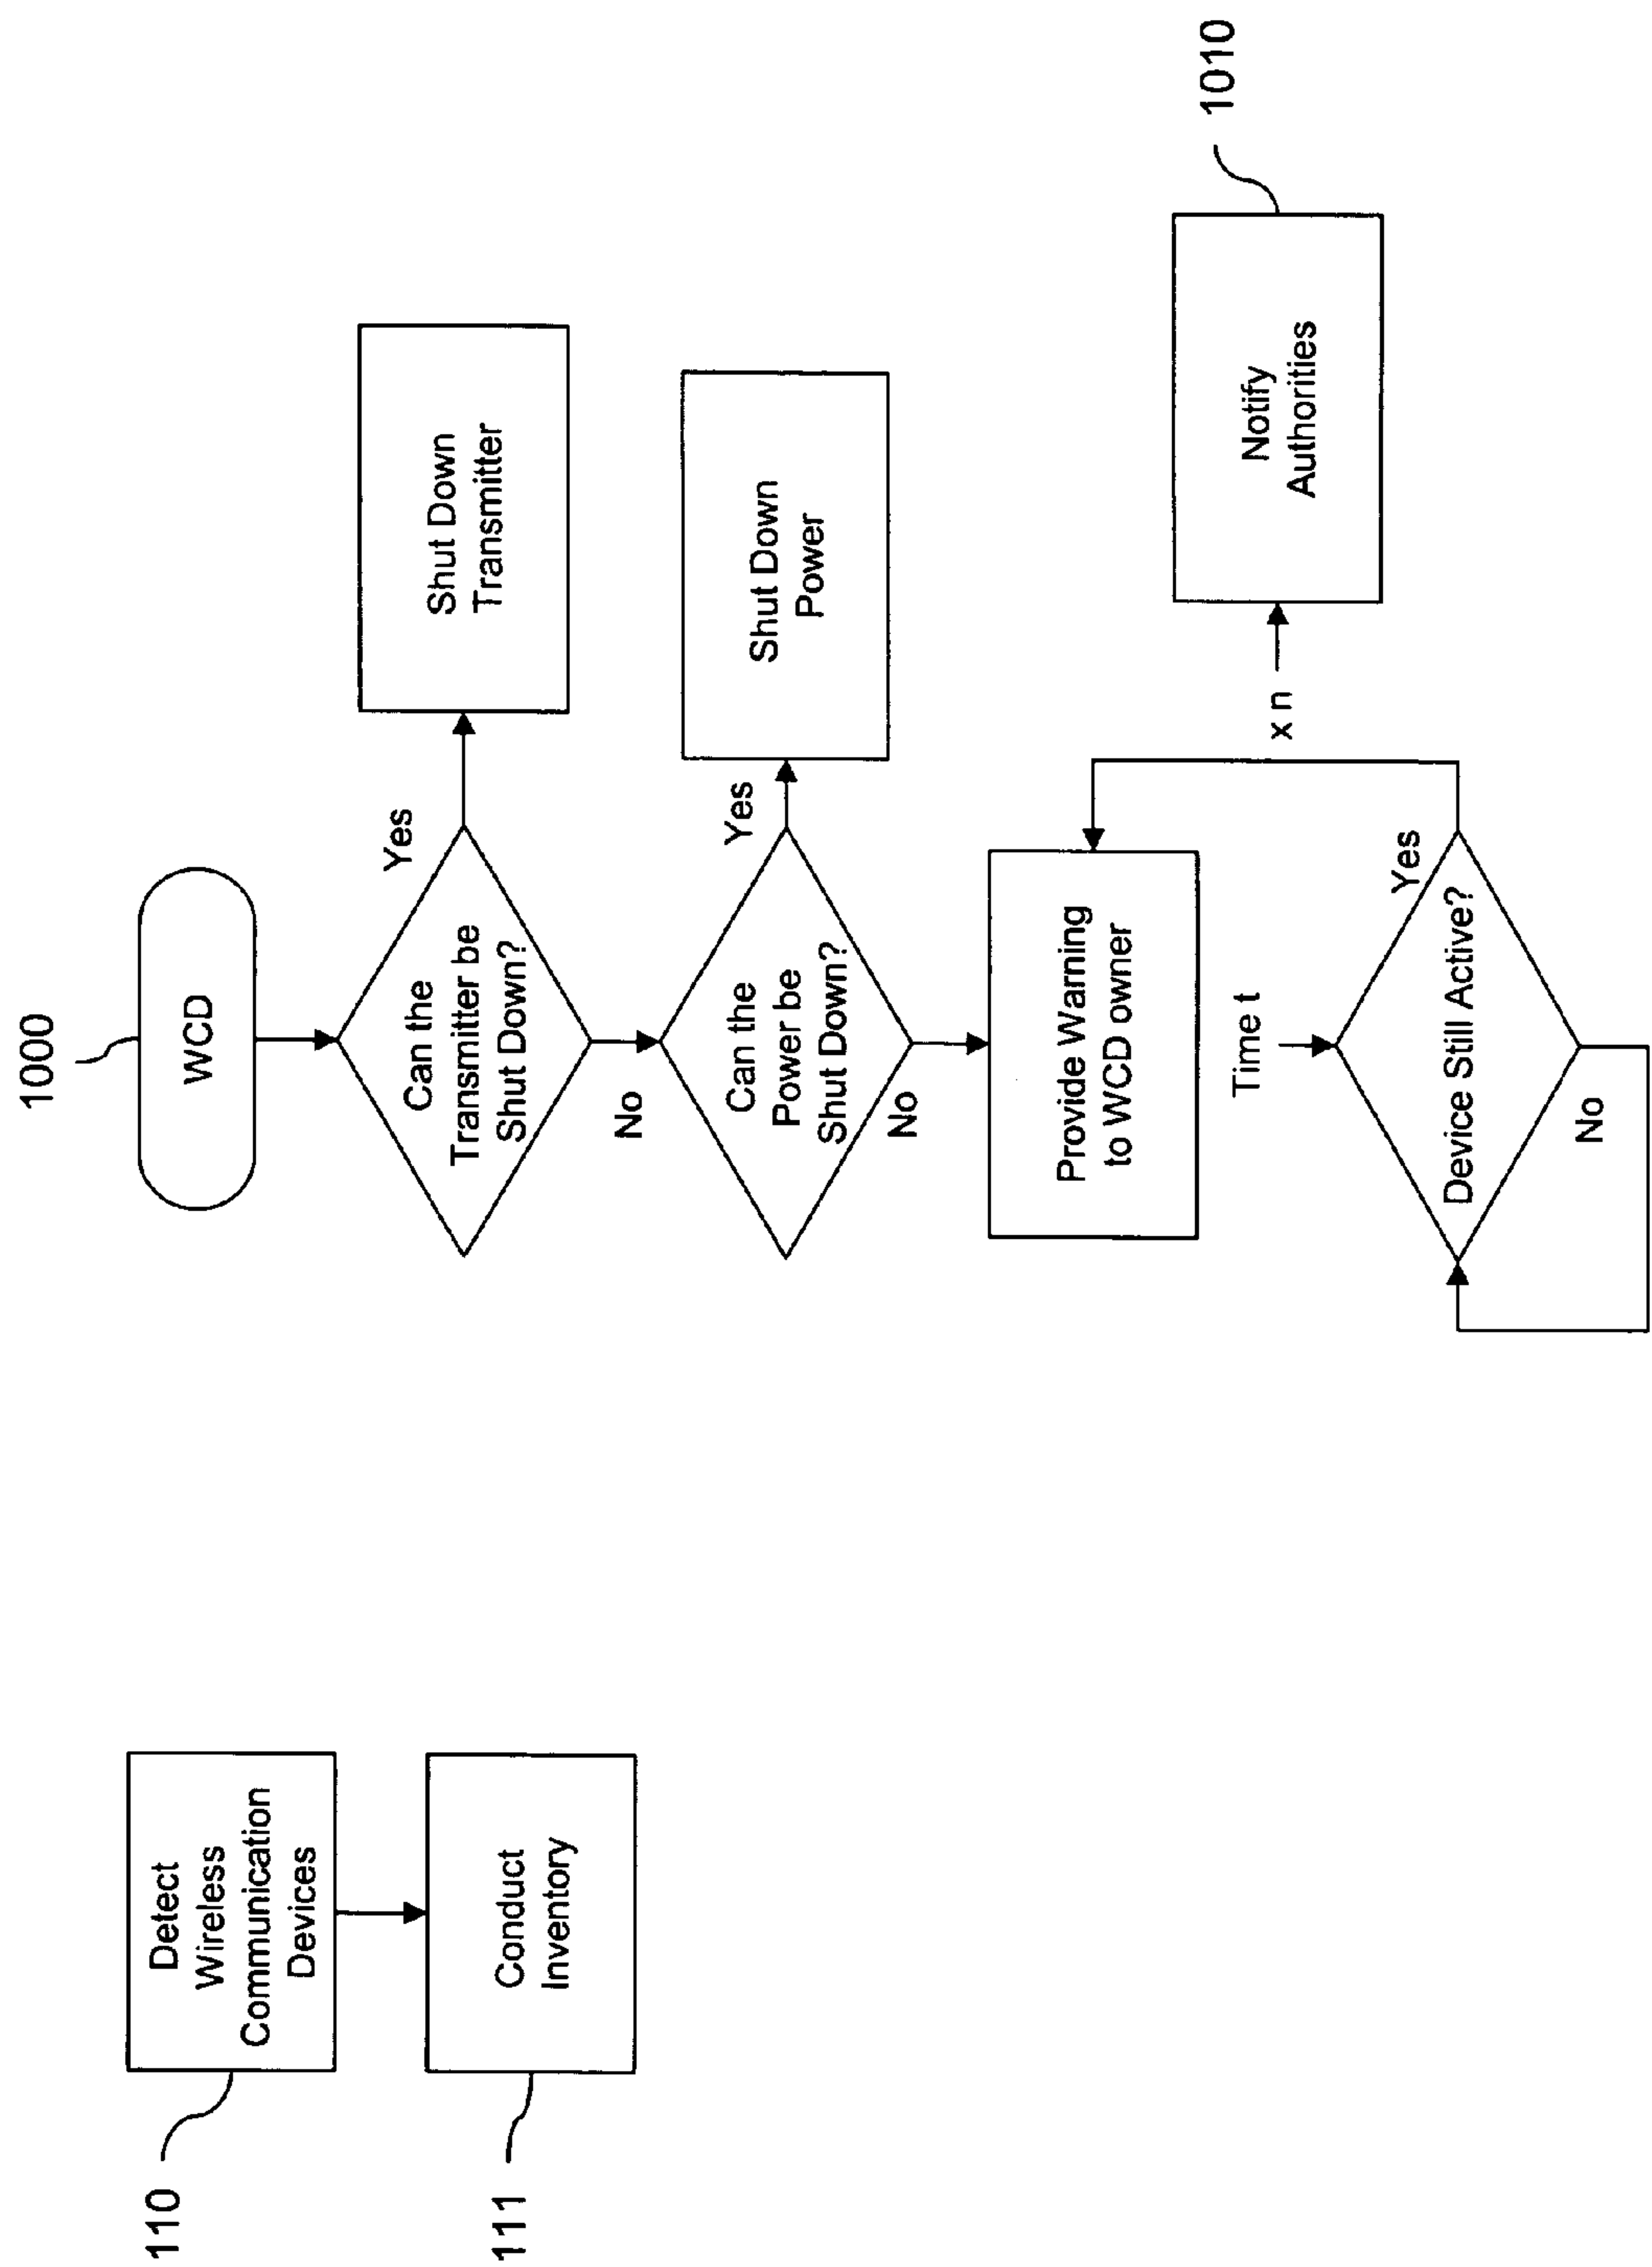 110
Detect
Wireless
Communication
Devices
111
Conduct
Inventory
1000
WCD
Can the
Transmitter be
Shut Down?
Yes
Shut Down
Transmitter
No
Can the
Power be
Shut Down?
Yes
Shut Down
Power
No
Provide Warning
to WCD owner
Time t
x n
Notify
Authorities
1010
Device Still Active?
Yes
No